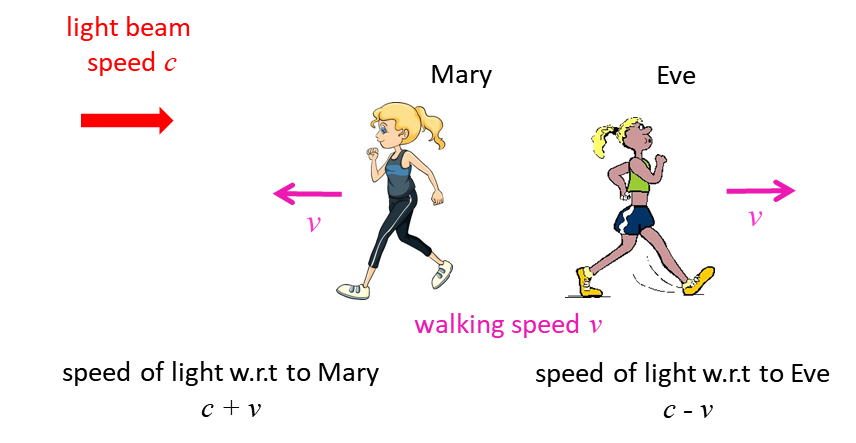 light beam
speed c
Mary
Eve
v
v
walking speed v
speed of light w.r.t to Mary
c + v
speed of light w.r.t to Eve
c - v